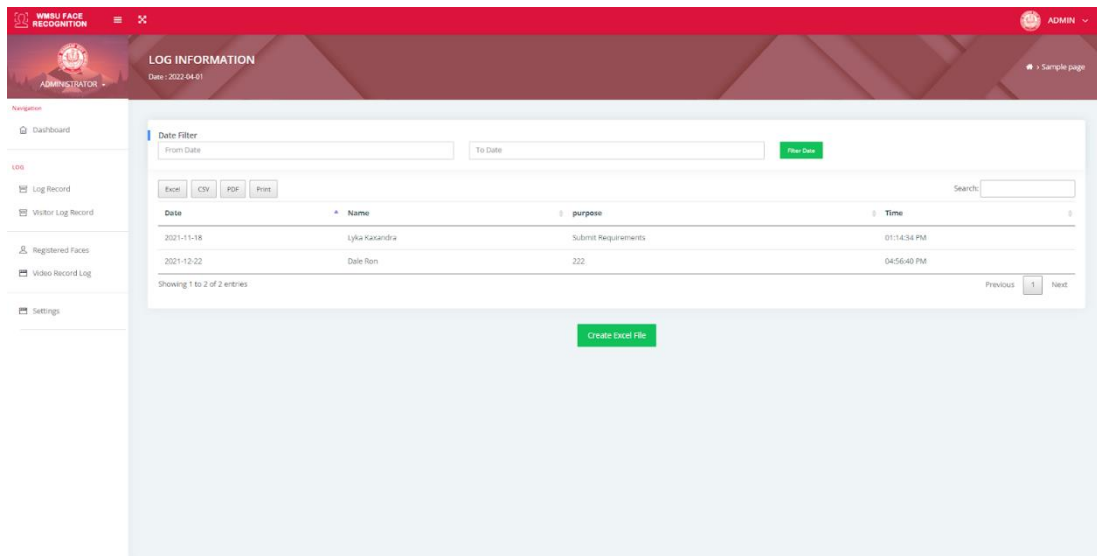 WMSU FACE
RECOGNITION
ADMIN
ADMINISTRATOR
LOG INFORMATION
Date : 2022-04-01
> Sample page
Navigation
Dashboard
LOG
Log Record
Visitor Log Record
Registered Faces
Video Record Log
Settings
Date Filter
From Date To Date Filter Date
Excel CSV PDF Print Search:
Date Name purpose Time
2021-11-18 Lyka Kaxandra Submit Requirements 01:14:34 PM
2021-12-22 Dale Ron 222 04:56:40 PM
Showing 1 to 2 of 2 entries Previous 1 Next
Create Excel File